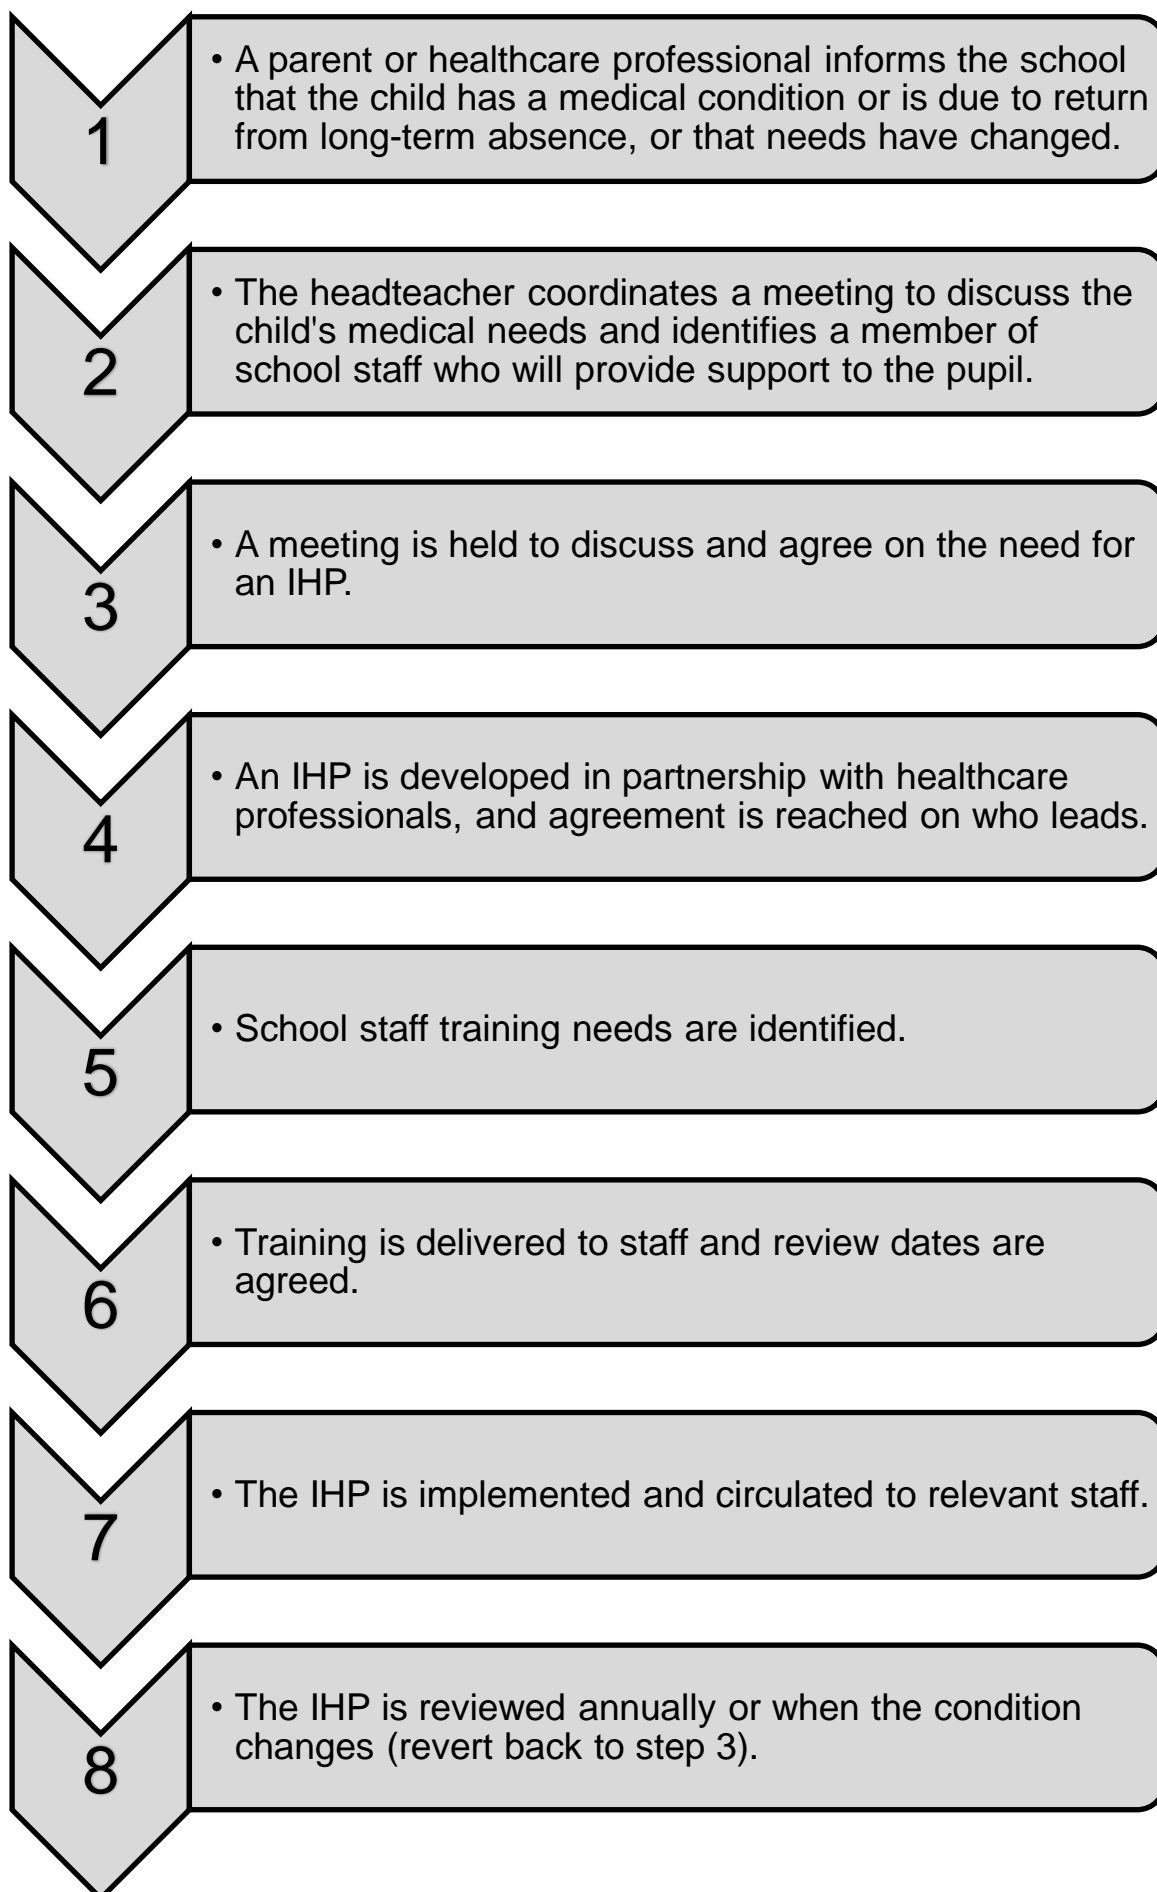 1
• A parent or healthcare professional informs the school
that the child has a medical condition or is due to return
from long-term absence, or that needs have changed.
2
• The headteacher coordinates a meeting to discuss the
child's medical needs and identifies a member of
school staff who will provide support to the pupil.
3
• A meeting is held to discuss and agree on the need for
an IHP.
4
• An IHP is developed in partnership with healthcare
professionals, and agreement is reached on who leads.
5
• School staff training needs are identified.
6
• Training is delivered to staff and review dates are
agreed.
7
• The IHP is implemented and circulated to relevant staff.
8
• The IHP is reviewed annually or when the condition
changes (revert back to step 3).